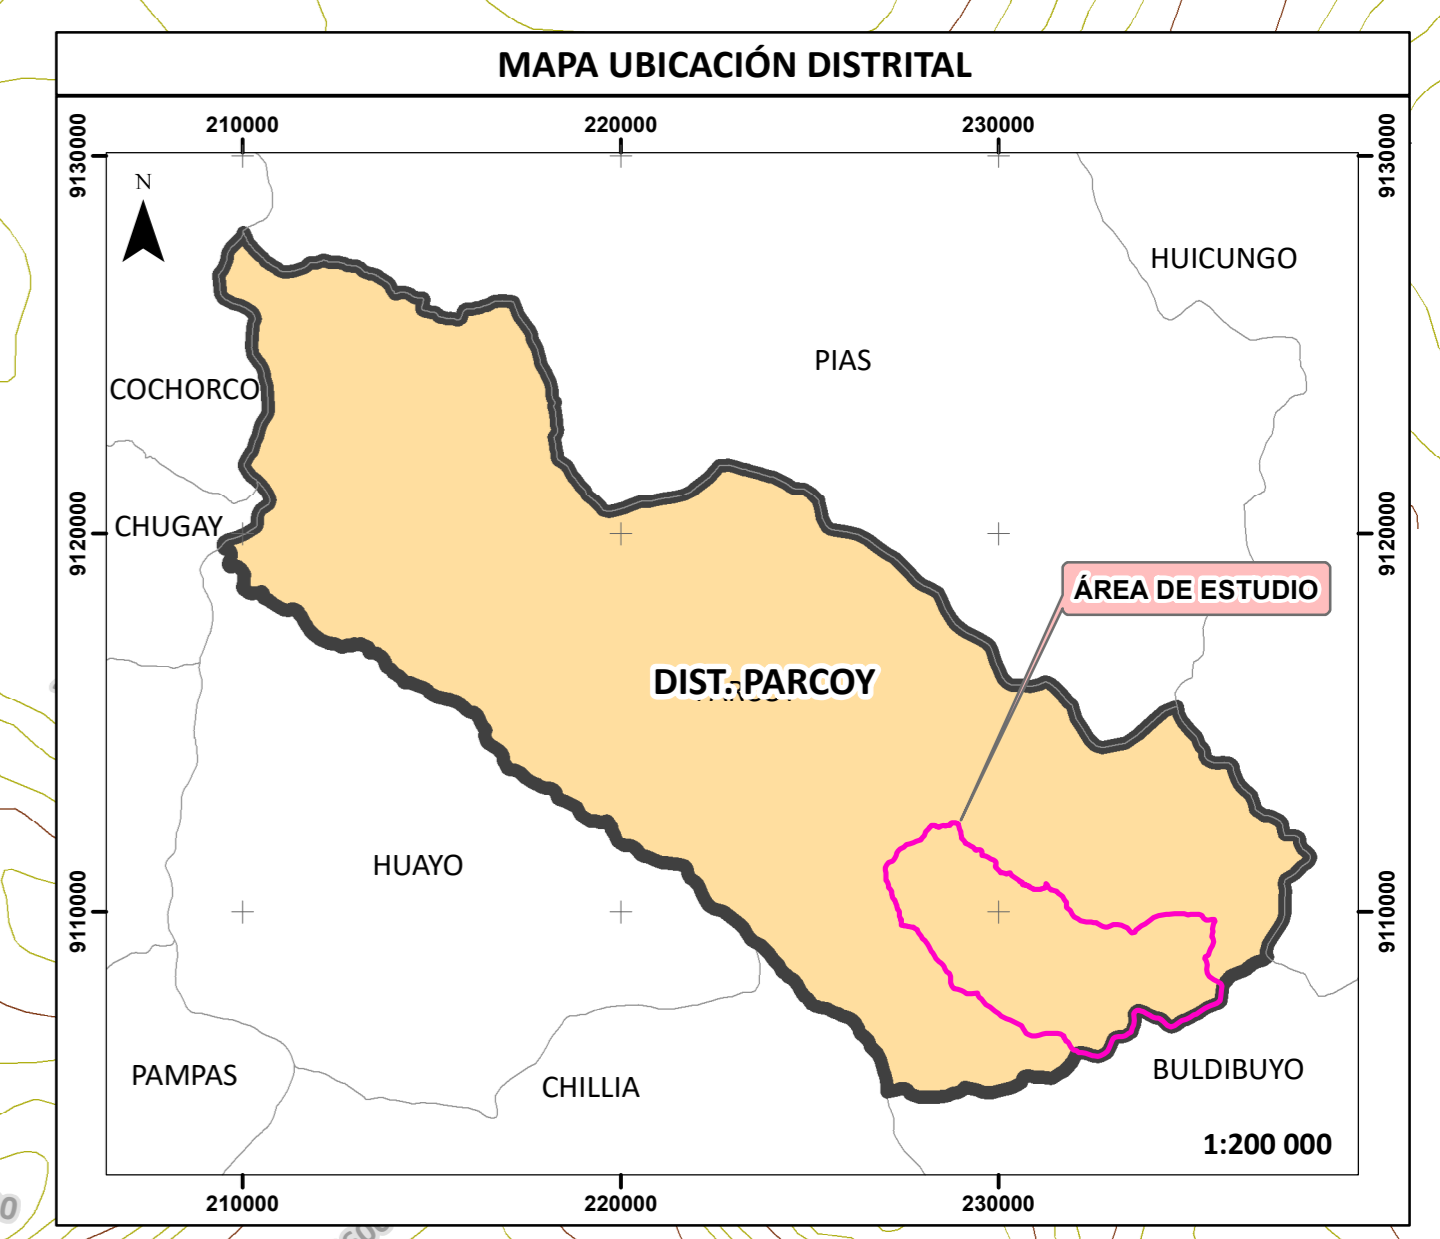 MAPA UBICACIÓN DISTRITAL
210000 220000 230000
9130000 9130000
N
HUICUNGO
PIAS
COCHORCO
CHUGAY
9120000 9120000
ÁREA DE ESTUDIO
DIST. PARCOY
HUAYO
9110000 9110000
PAMPAS
CHILLIA
BULDIBUYO
1:200 000
210000 220000 230000